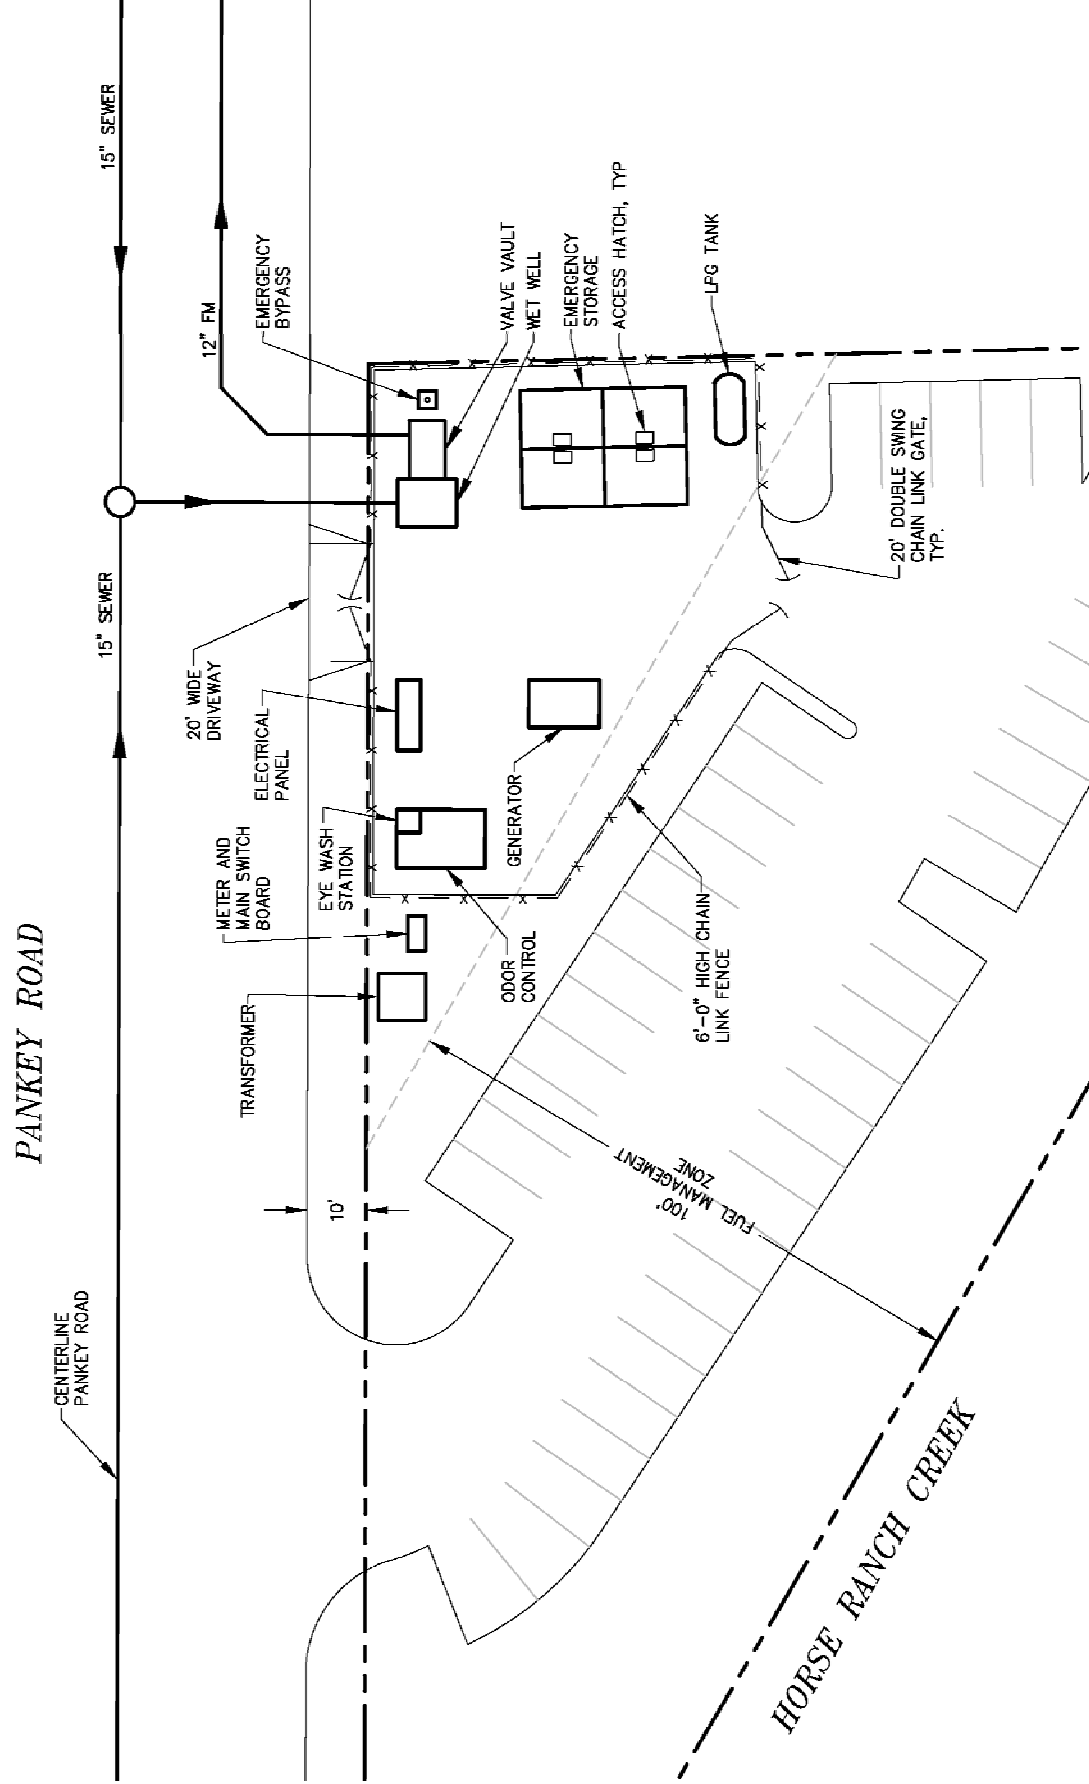 PANKEY ROAD
CENTERLINE
PANKEY ROAD
15" SEWER
15" SEWER
12" FM
20' WIDE
DRIVEWAY
EMERGENCY
BYPASS
ELECTRICAL
PANEL
METER AND
MAIN SWITCH
BOARD
TRANSFORMER
EYE WASH
STATION
10'
VALVE VAULT
WET WELL
EMERGENCY
STORAGE
ACCESS HATCH, TYP
LPG TANK
GENERATOR
ODOR
CONTROL
20' DOUBLE SWING
CHAIN LINK GATE,
TYP.
6'-0" HIGH CHAIN
LINK FENCE
100'
FUEL MANAGEMENT
ZONE
HORSE RANCH CREEK